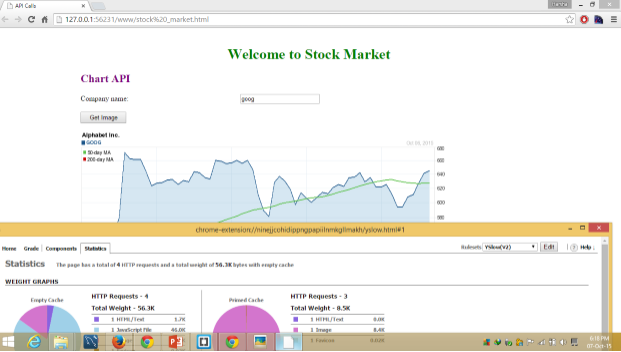 API Calls
127.0.0.1:56231/www/stock%20_market.html
Welcome to Stock Market
Chart API
Company name:
goog
Get Image
Alphabet Inc.
GOOG
50-day MA
200-day MA
680
660
640
620
600
580
chrome-extension://ninejjcohidippngpapiilnmkgllmakh/yslow.html#1
Home Grade Components Statistics
Rulesets YSlow(V2) Edit Help
Statistics The page has a total of 4 HTTP requests and a total weight of 56.3K bytes with empty cache
WEIGHT GRAPHS
Empty Cache
HTTP Requests - 4
Total Weight - 56.3K
1 HTML/Text 1.7K
1 JavaScript File 46.0K
Primed Cache
HTTP Requests - 3
Total Weight - 8.5K
1 HTML/Text 0.0K
1 Image 8.4K
1 Favicon 0.02K
6:18 PM
07-Oct-15